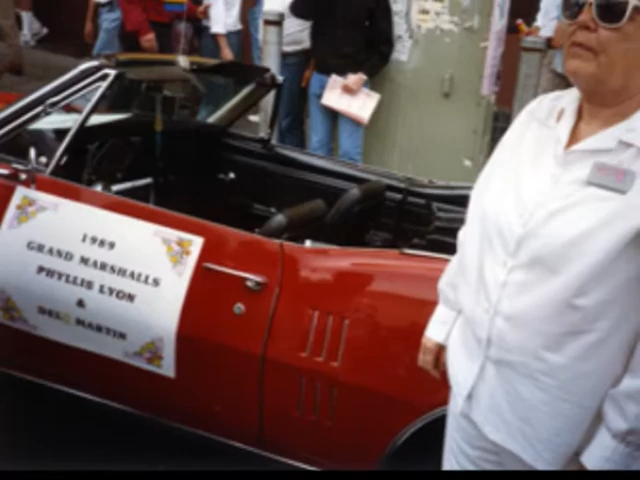 1989
GRAND MARSHALLS
PHYLLIS LYON
&
DEL MARTIN